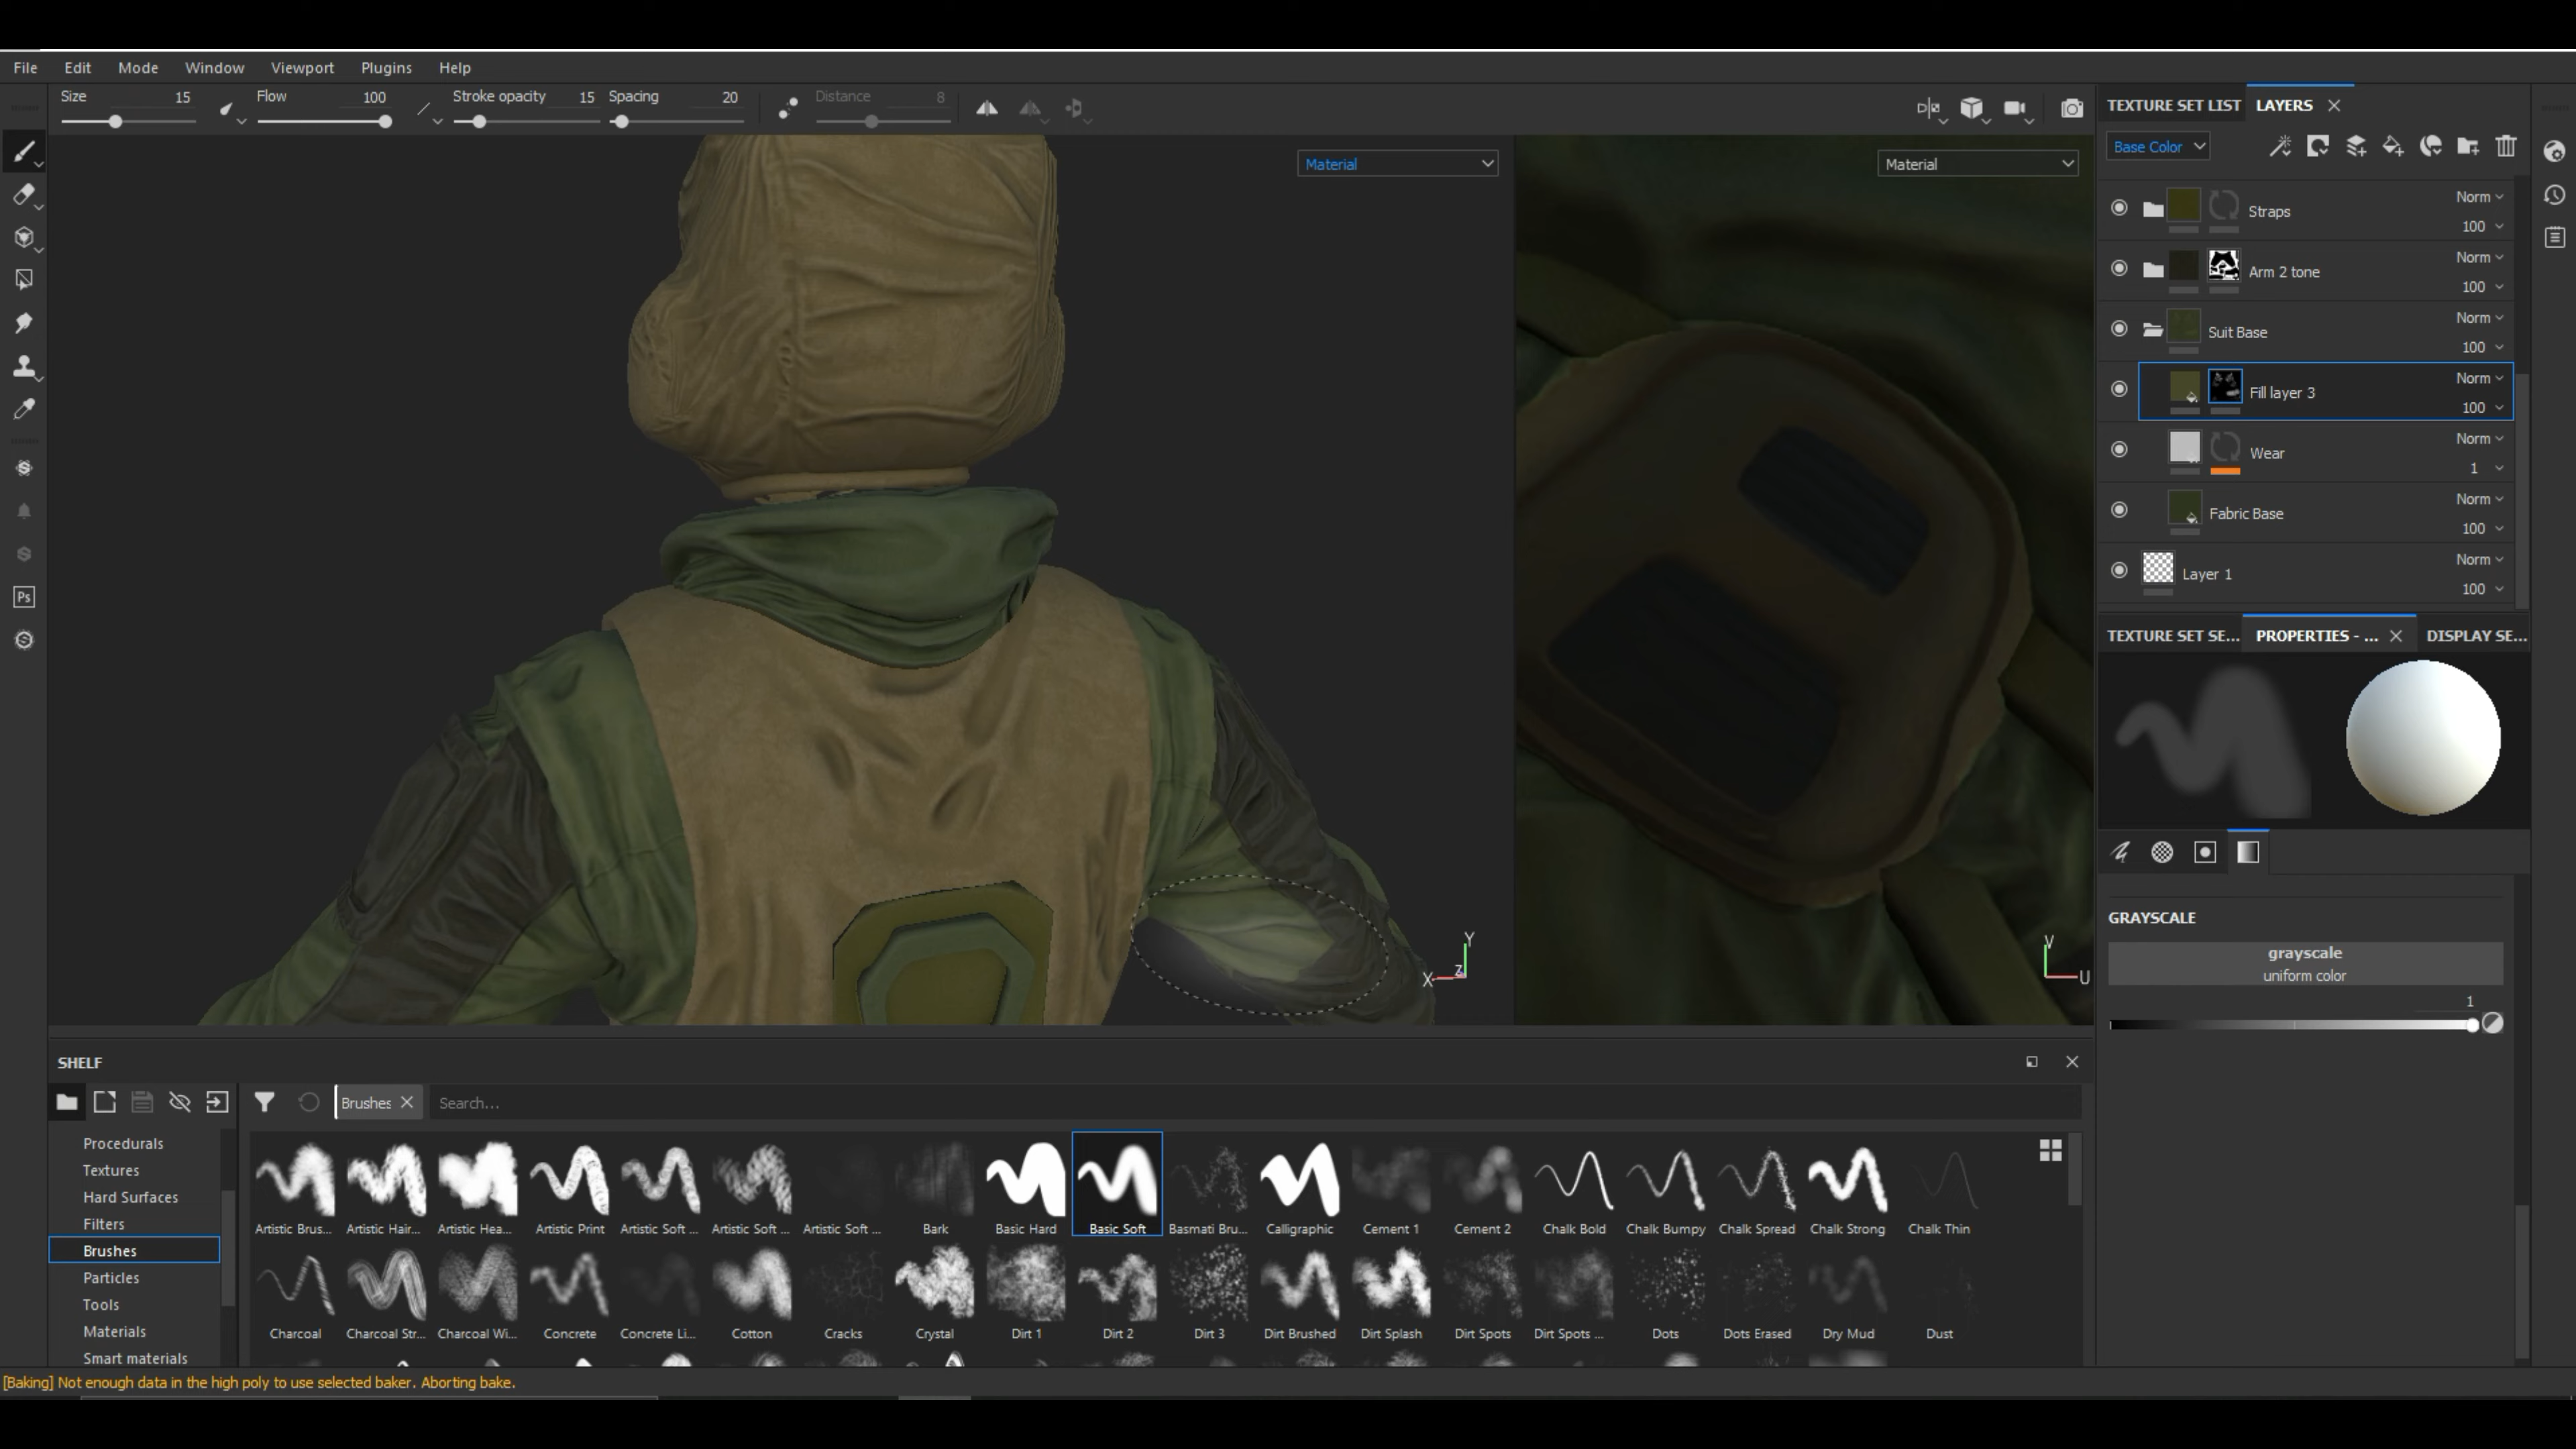 File Edit Mode Window Viewport Plugins Help
Size 15 Flow 100 Stroke opacity 15 Spacing 20 Distance 8
Material
Material
TEXTURE SET LIST LAYERS
Base Color
Straps Norm 100
Arm 2 tone Norm 100
Suit Base Norm 100
Fill layer 3 Norm 100
Wear Norm 1
Fabric Base Norm 100
Layer 1 Norm 100
Ps
TEXTURE SET SE... PROPERTIES - ... DISPLAY SE...
GRAYSCALE
grayscale
uniform color
1
Y
X Z
V
U
SHELF
Brushes Search...
Procedurals
Textures
Hard Surfaces
Filters
Brushes
Particles
Tools
Materials
Smart materials
Artistic Brus... Artistic Hair... Artistic Hea... Artistic Print Artistic Soft ... Artistic Soft ... Artistic Soft ... Bark Basic Hard Basic Soft Basmati Bru... Calligraphic Cement 1 Cement 2 Chalk Bold Chalk Bumpy Chalk Spread Chalk Strong Chalk Thin
Charcoal Charcoal Str... Charcoal Wi... Concrete Concrete Li... Cotton Cracks Crystal Dirt 1 Dirt 2 Dirt 3 Dirt Brushed Dirt Splash Dirt Spots Dirt Spots ... Dots Dots Erased Dry Mud Dust
[Baking] Not enough data in the high poly to use selected baker. Aborting bake.